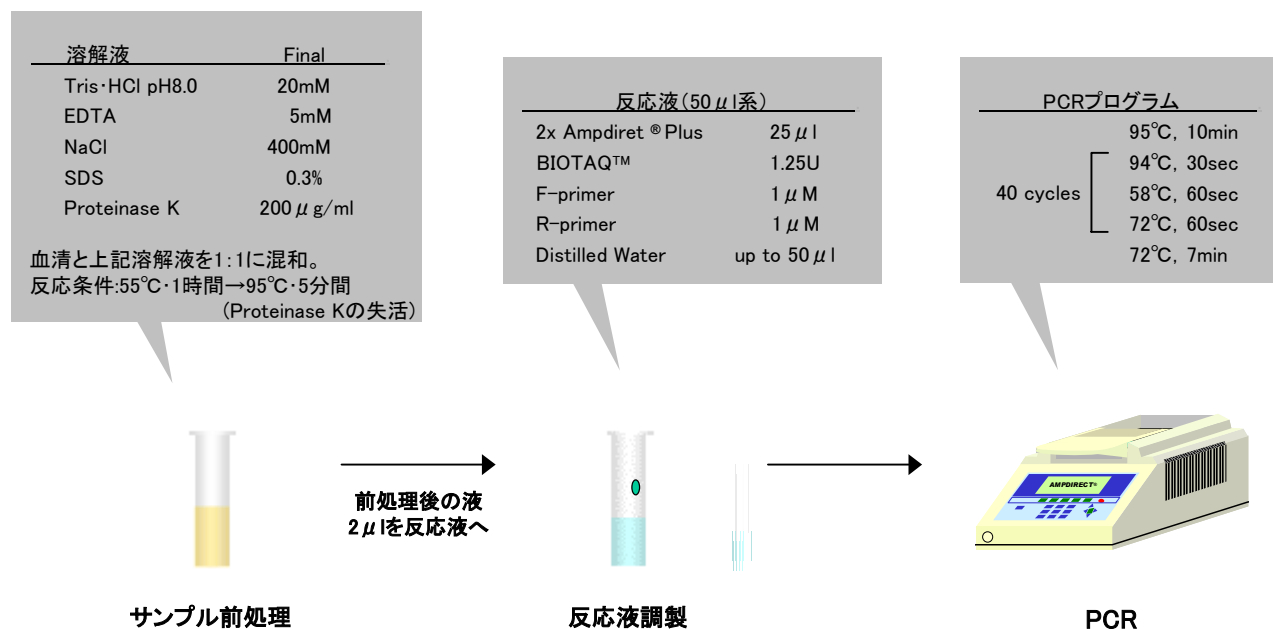 溶解液 Final
Tris・HCl pH8.0 20mM
EDTA 5mM
NaCl 400mM
SDS 0.3%
Proteinase K 200μg/ml
血清と上記溶解液を1:1に混和。
反応条件:55℃・1時間→95℃・5分間
(Proteinase Kの失活)
反応液(50μl系)
2x Ampdiret ® Plus 25μl
BIOTAQ™ 1.25U
F-primer 1μM
R-primer 1μM
Distilled Water up to 50μl
PCRプログラム
95℃, 10min
94℃, 30sec
40 cycles 58℃, 60sec
72℃, 60sec
72℃, 7min
前処理後の液
2μlを反応液へ
AMPDIRECT®
サンプル前処理
反応液調製
PCR